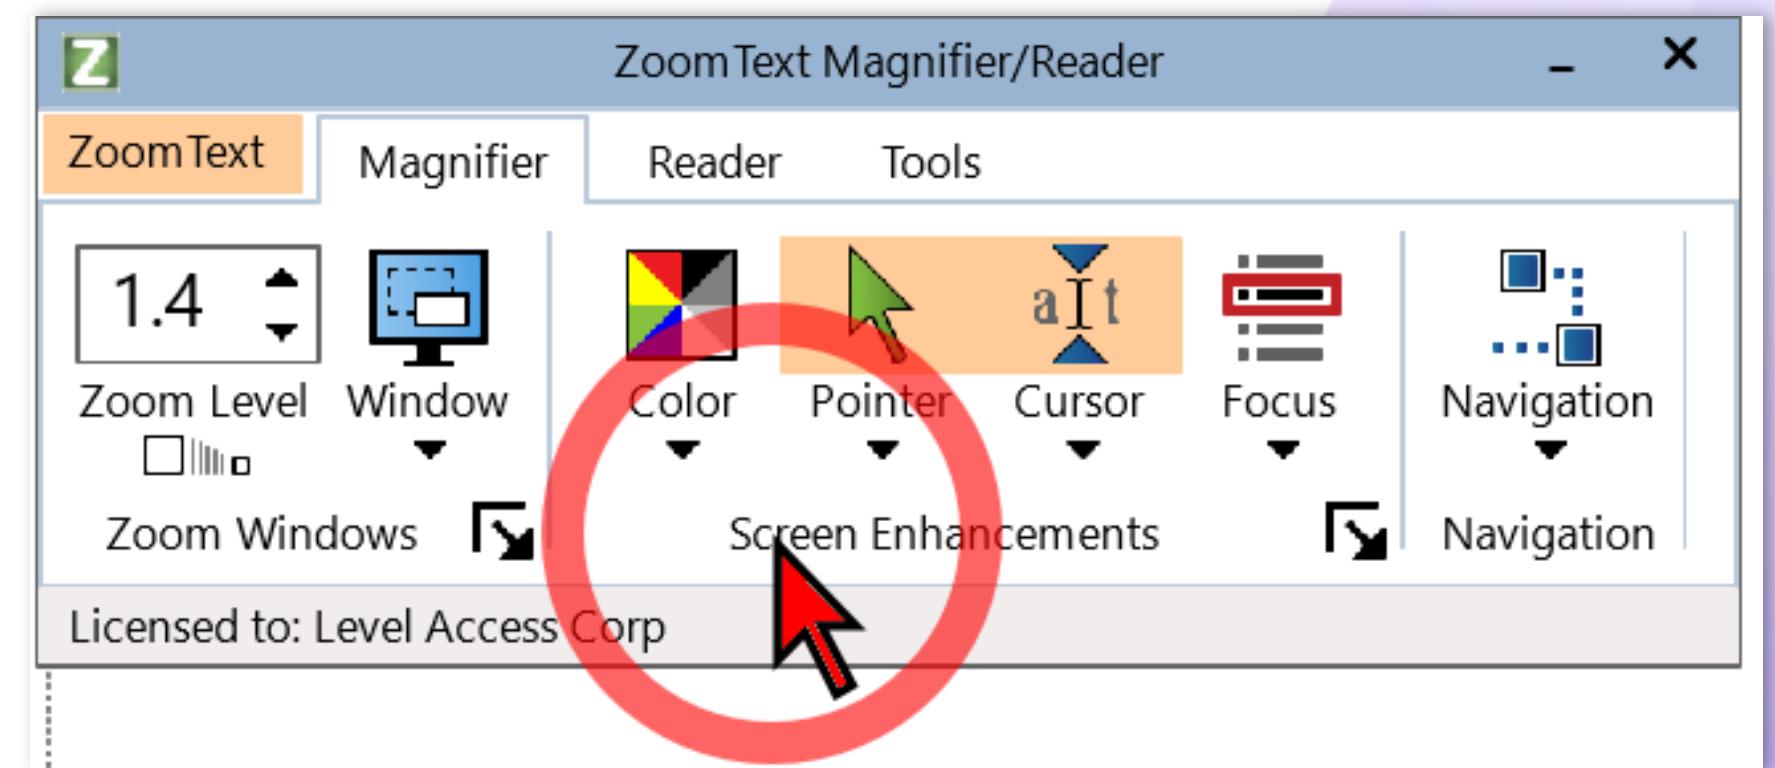 Z ZoomText Magnifier/Reader
ZoomText Magnifier Reader Tools
1.4 a t
Zoom Level Window Color Pointer Cursor Focus Navigation
Zoom Windows Screen Enhancements Navigation
Licensed to: Level Access Corp